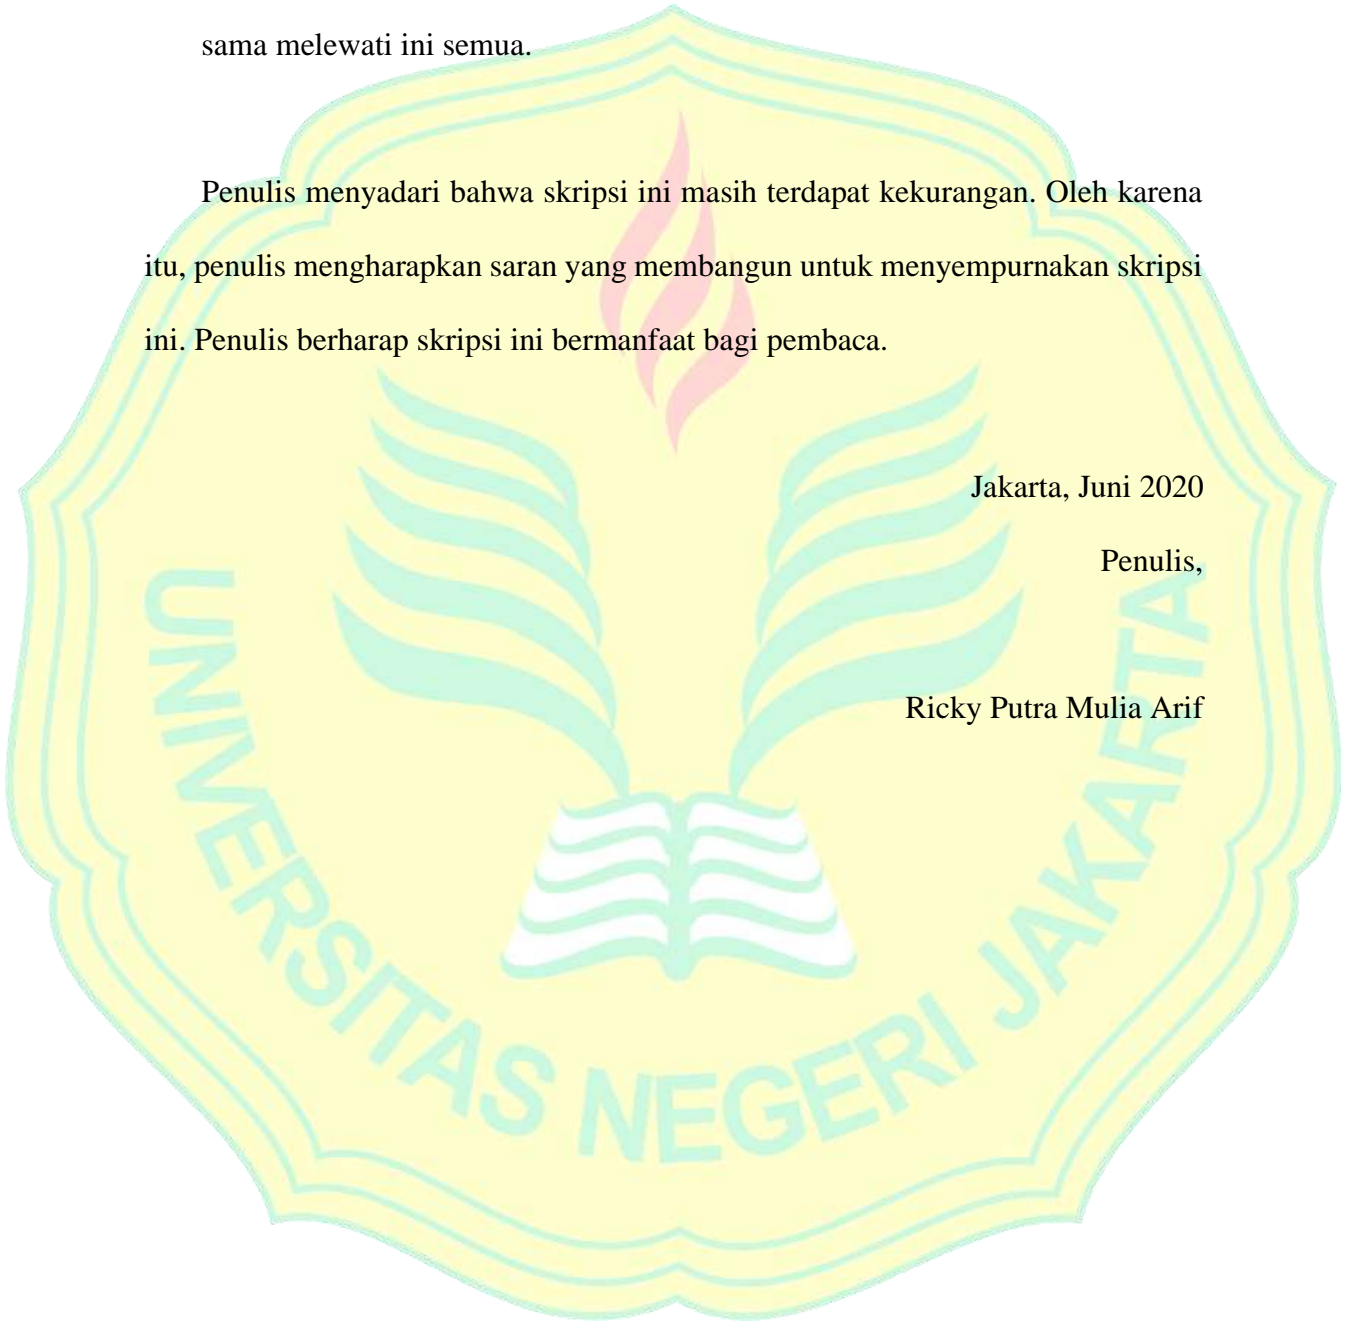 sama melewati ini semua.
Penulis menyadari bahwa skripsi ini masih terdapat kekurangan. Oleh karena
itu, penulis mengharapkan saran yang membangun untuk menyempurnakan skripsi
ini. Penulis berharap skripsi ini bermanfaat bagi pembaca.
Jakarta, Juni 2020
Penulis,
Ricky Putra Mulia Arif
UNIVERSITAS NEGERI JAKARTA